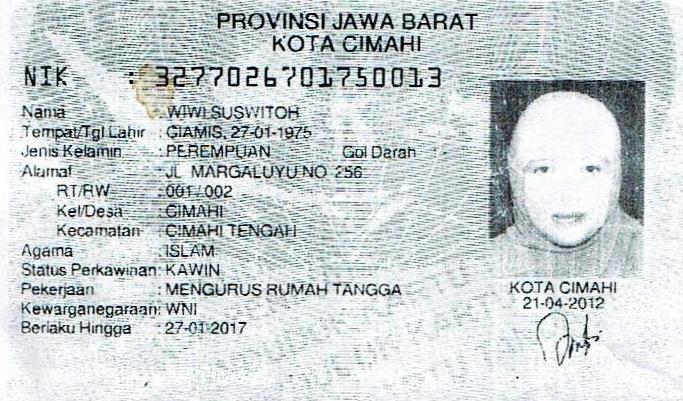 PROVINSI JAWA BARAT
KOTA CIMAHI
NIK : 3277026701750013
Nama : WIWI SUSWITOH
Tempat/Tgl Lahir : CIAMIS, 27-01-1975
Jenis Kelamin : PEREMPUAN Gol Darah :
Alamat : JL MARGALUYU NO 256
RT/RW : 001 / 002
Kel/Desa : CIMAHI
Kecamatan : CIMAHI TENGAH
Agama : ISLAM
Status Perkawinan: KAWIN
Pekerjaan : MENGURUS RUMAH TANGGA
Kewarganegaraan: WNI
Berlaku Hingga : 27-01-2017
KOTA CIMAHI
21-04-2012